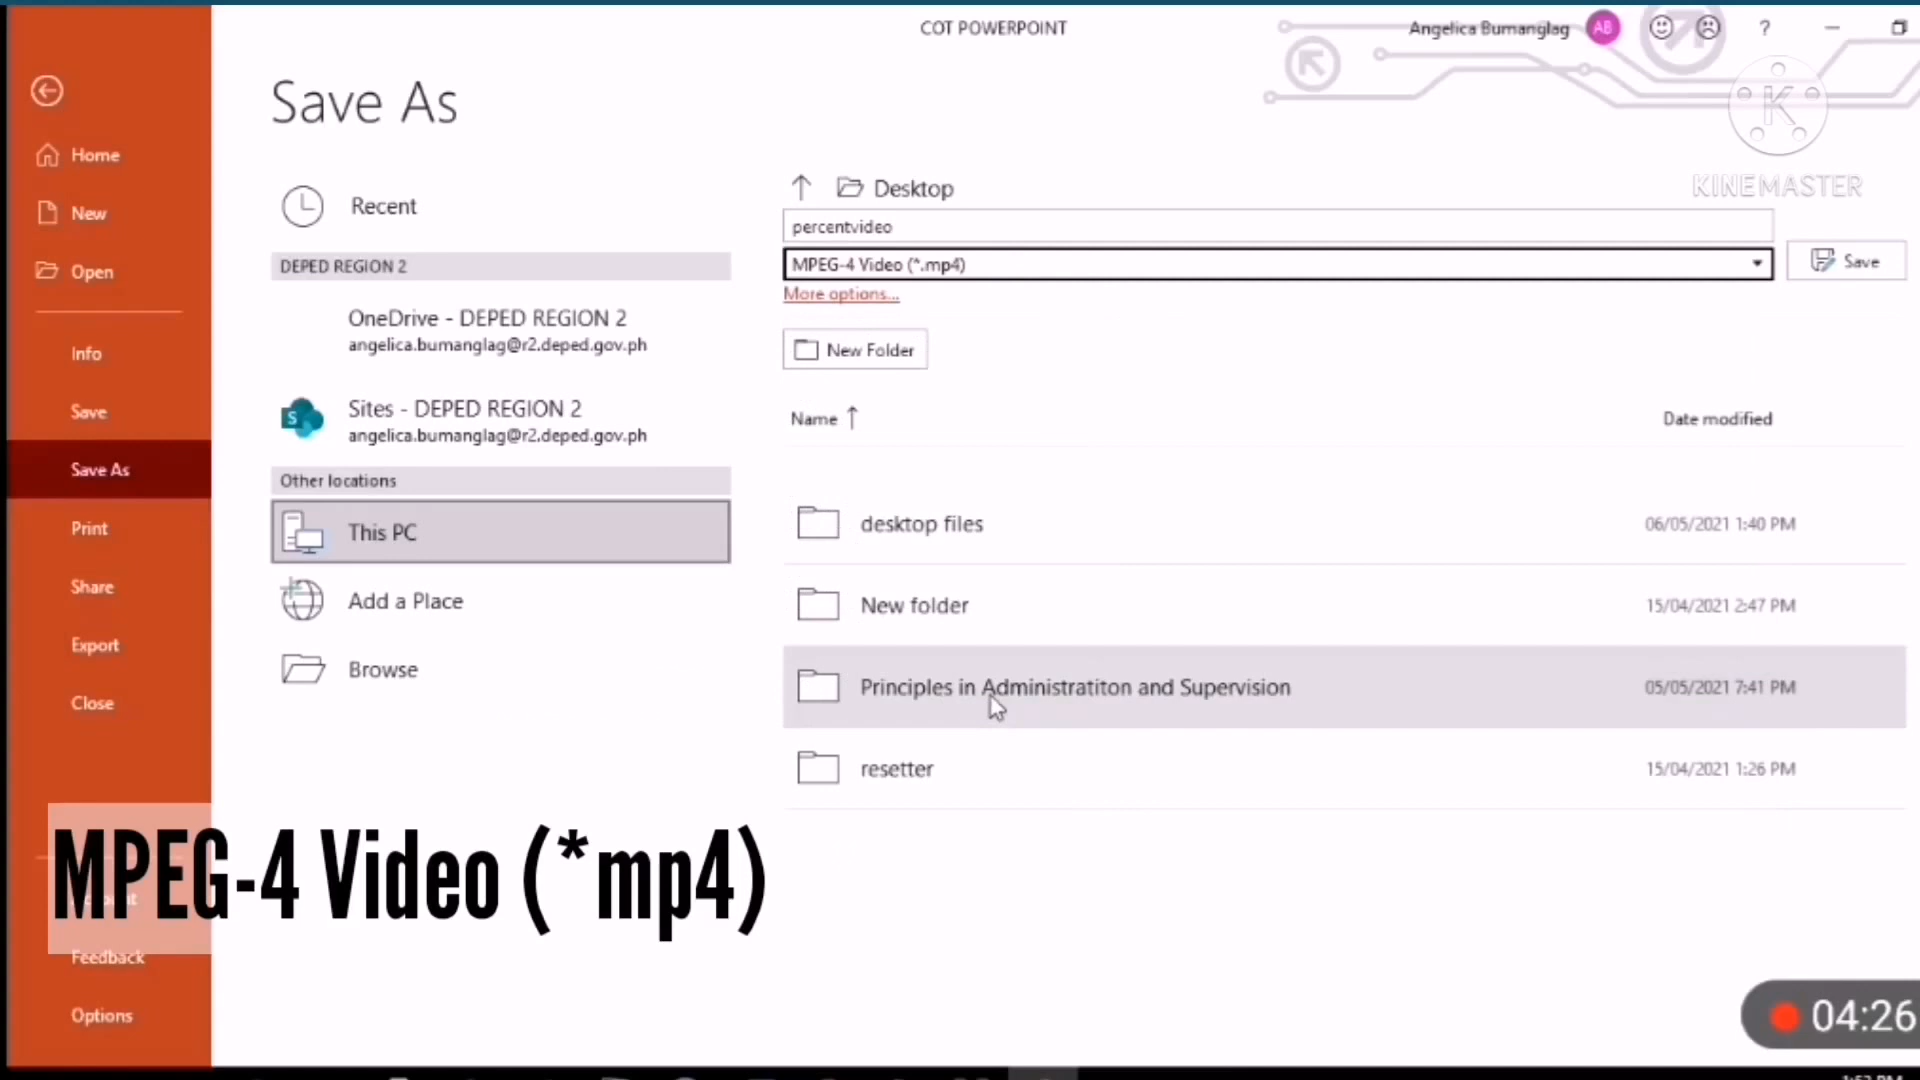 COT POWERPOINT
Angelica Bumanglag
AB
?
K
KINEMASTER
Save As
Home
New
Open
Info
Save
Save As
Print
Share
Export
Close
Feedback
Options
Recent
DEPED REGION 2
OneDrive - DEPED REGION 2
angelica.bumanglag@r2.deped.gov.ph
S
Sites - DEPED REGION 2
angelica.bumanglag@r2.deped.gov.ph
Other locations
This PC
Add a Place
Browse
Desktop
percentvideo
MPEG-4 Video (*.mp4)
Save
More options...
New Folder
Name
Date modified
desktop files
06/05/2021 1:40 PM
New folder
15/04/2021 2:47 PM
Principles in Administratiton and Supervision
05/05/2021 7:41 PM
resetter
15/04/2021 1:26 PM
MPEG-4 Video (*mp4)
04:26